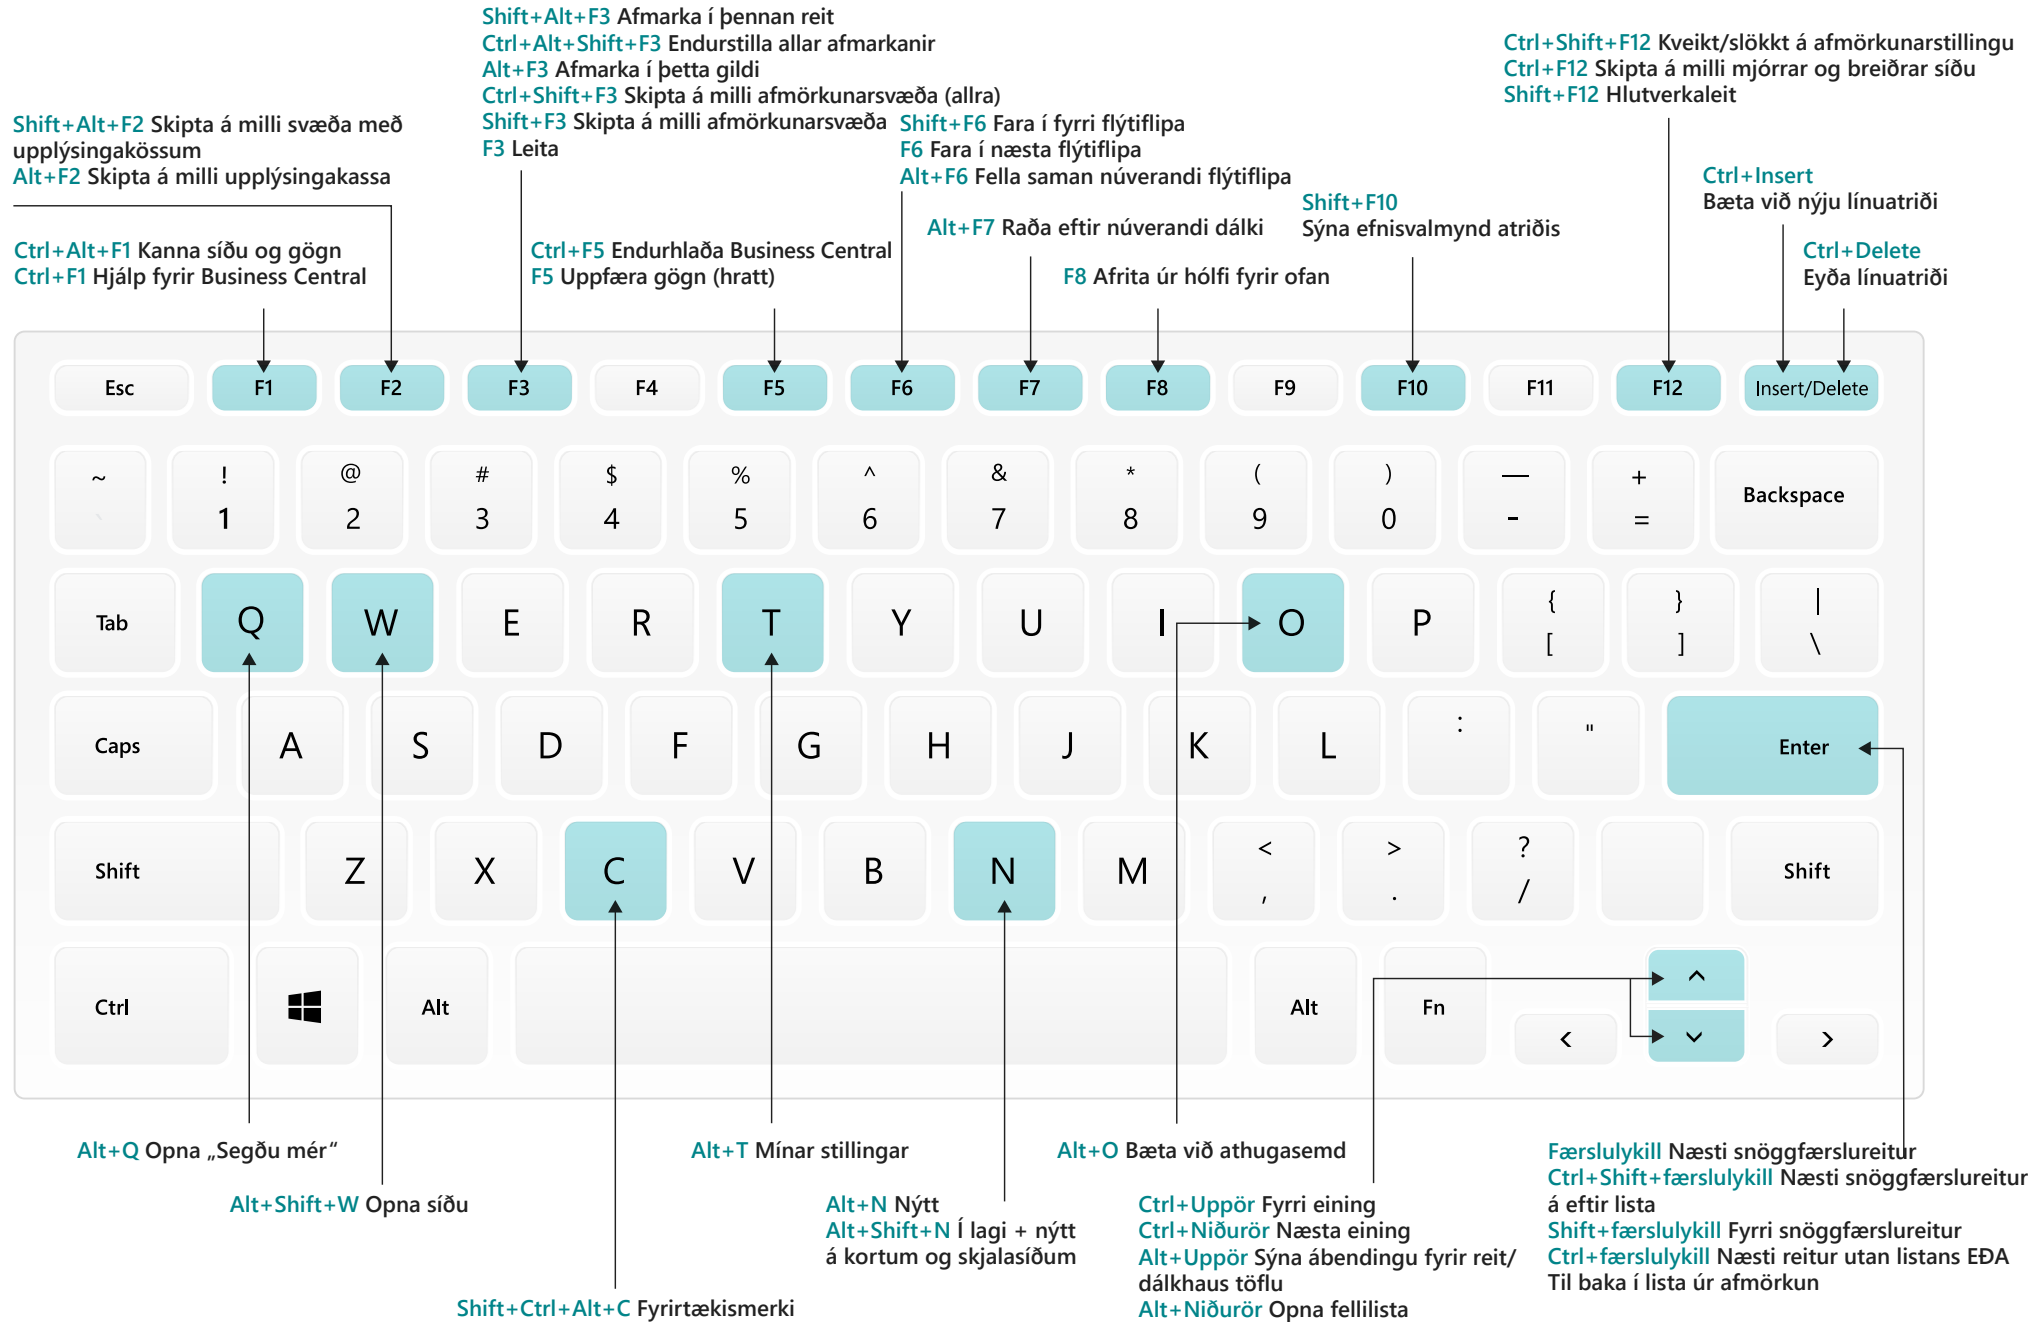 Shift+Alt+F3 Afmarka í þennan reit
Ctrl+Alt+Shift+F3 Endurstilla allar afmarkanir
Alt+F3 Afmarka í þetta gildi
Ctrl+Shift+F3 Skipta á milli afmörkunarsvæða (allra)
Shift+F3 Skipta á milli afmörkunarsvæða
F3 Leita
Ctrl+Shift+F12 Kveikt/slökkt á afmörkunarstillingu
Ctrl+F12 Skipta á milli mjórrar og breiðrar síðu
Shift+F12 Hlutverkaleit
Shift+Alt+F2 Skipta á milli svæða með
upplýsingakössum
Alt+F2 Skipta á milli upplýsingakassa
Shift+F6 Fara í fyrri flýtiflipa
F6 Fara í næsta flýtiflipa
Alt+F6 Fella saman núverandi flýtiflipa
Ctrl+Insert
Bæta við nýju línuatriði
Shift+F10
Sýna efnisvalmynd atriðis
Alt+F7 Raða eftir núverandi dálki
Ctrl+Alt+F1 Kanna síðu og gögn
Ctrl+F1 Hjálp fyrir Business Central
Ctrl+F5 Endurhlaða Business Central
F5 Uppfæra gögn (hratt)
F8 Afrita úr hólfi fyrir ofan
Ctrl+Delete
Eyða línuatriði
Esc F1 F2 F3 F4 F5 F6 F7 F8 F9 F10 F11 F12 Insert/Delete
~ ! @ # $ % ^ & * ( ) — +
` 1 2 3 4 5 6 7 8 9 0 - = Backspace
Tab Q W E R T Y U I O P { } |
[ ] \
Caps A S D F G H J K L : " Enter
Shift Z X C V B N M < > ? Shift
, . /
Ctrl Alt Alt Fn ^
< ˅ >
Alt+Q Opna „Segðu mér“
Alt+Shift+W Opna síðu
Shift+Ctrl+Alt+C Fyrirtækismerki
Alt+T Mínar stillingar
Alt+N Nýtt
Alt+Shift+N Í lagi + nýtt
á kortum og skjalasíðum
Alt+O Bæta við athugasemd
Ctrl+Uppör Fyrri eining
Ctrl+Niðurör Næsta eining
Alt+Uppör Sýna ábendingu fyrir reit/
dálkhaus töflu
Alt+Niðurör Opna fellilista
Færslulykill Næsti snöggfærslureitur
Ctrl+Shift+færslulykill Næsti snöggfærslureitur
á eftir lista
Shift+færslulykill Fyrri snöggfærslureitur
Ctrl+færslulykill Næsti reitur utan listans EÐA
Til baka í lista úr afmörkun